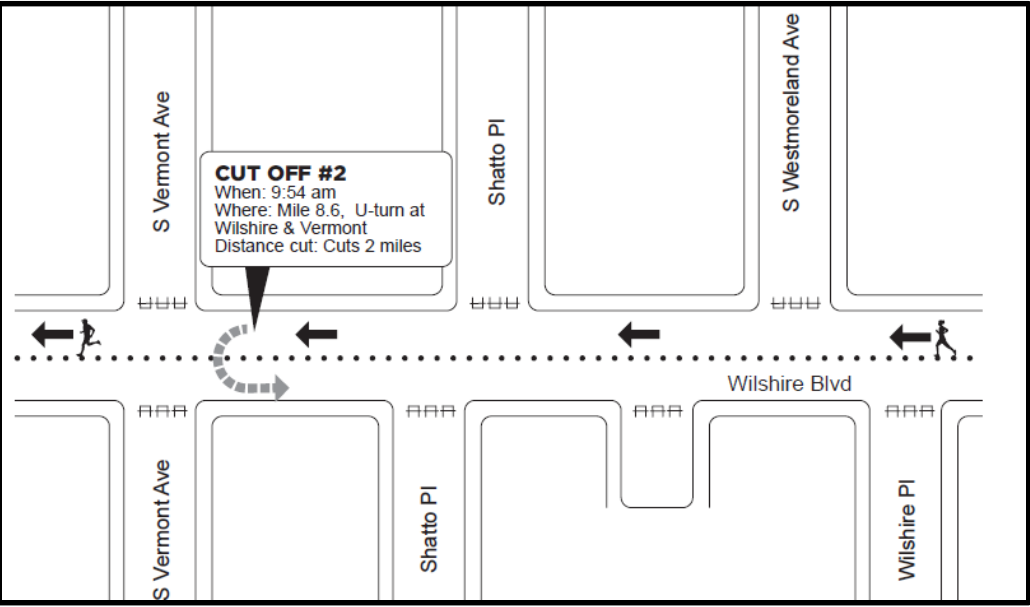 S Vermont Ave
Shatto Pl
S Westmoreland Ave
CUT OFF #2
When: 9:54 am
Where: Mile 8.6, U-turn at
Wilshire & Vermont
Distance cut: Cuts 2 miles
Wilshire Blvd
S Vermont Ave
Shatto Pl
Wilshire Pl